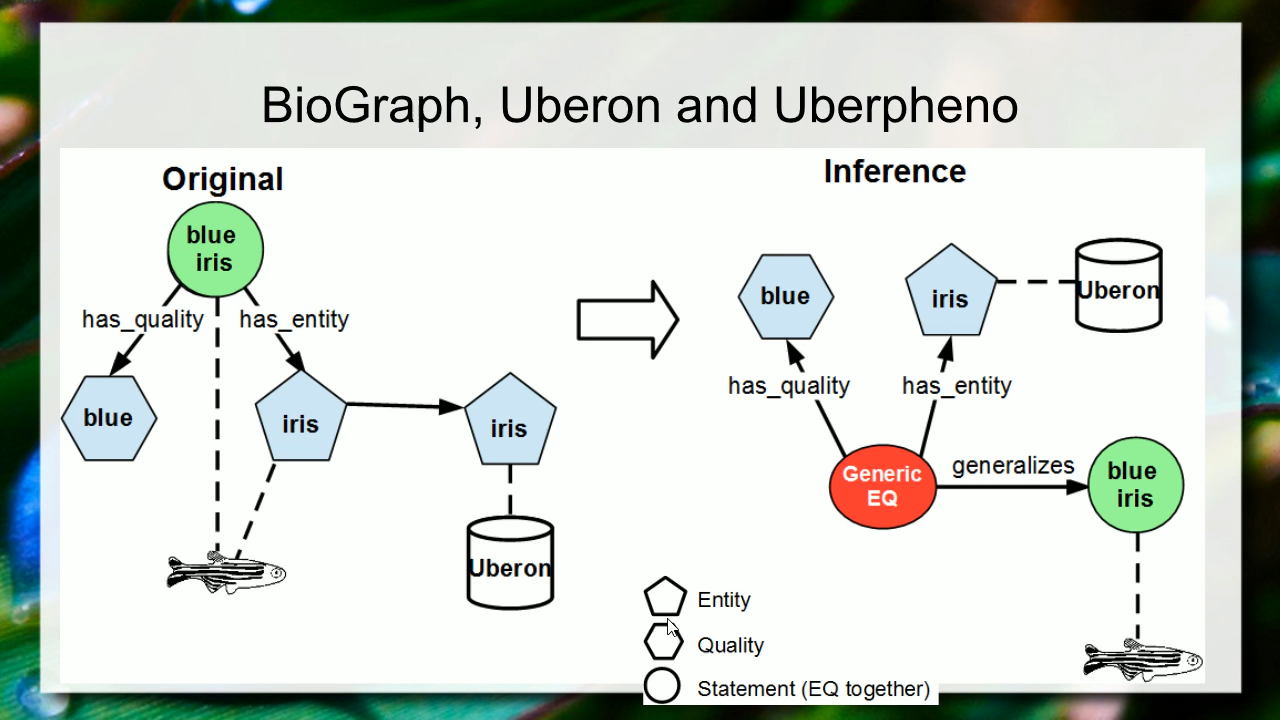 BioGraph, Uberon and Uberpheno
Original
blue
iris
has_quality
has_entity
blue
iris
iris
Uberon
Inference
blue
iris
Uberon
has_quality
has_entity
Generic
EQ
generalizes
blue
iris
Entity
Quality
Statement (EQ together)